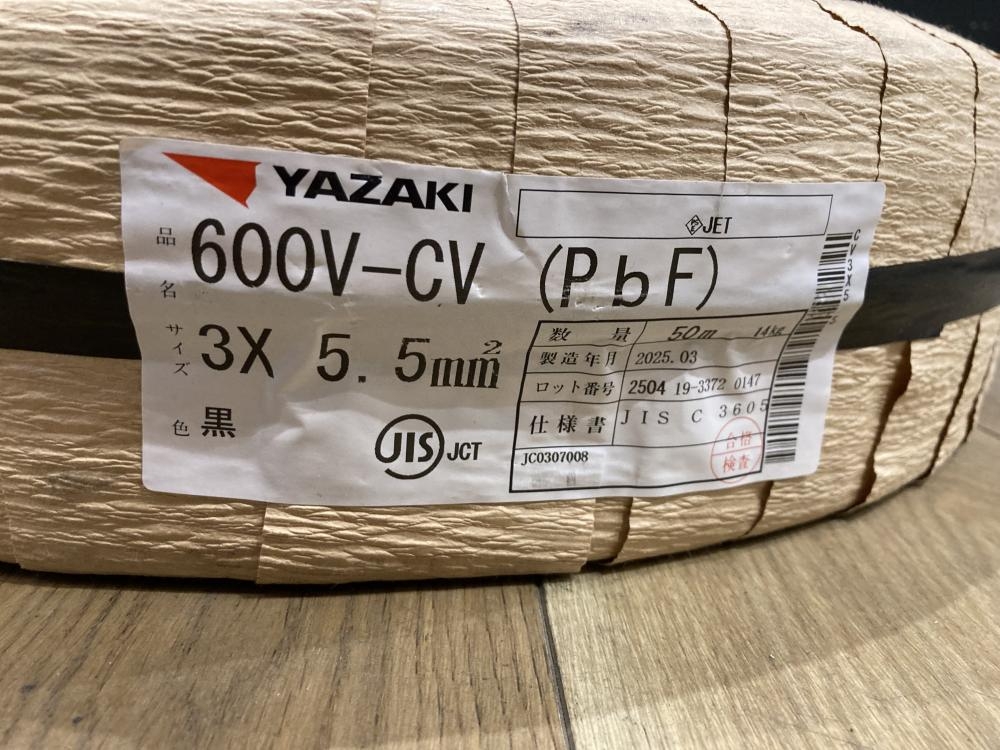 YAZAKI
JET
品名 600V-CV (PbF)
サイズ 3X 5.5mm²
色 黒
JIS JCT
数量 50m 14kg
製造年月 2025.03
ロット番号 2504 19-3372 0147
仕様書 JIS C 3605
JC0307008
合格
検査